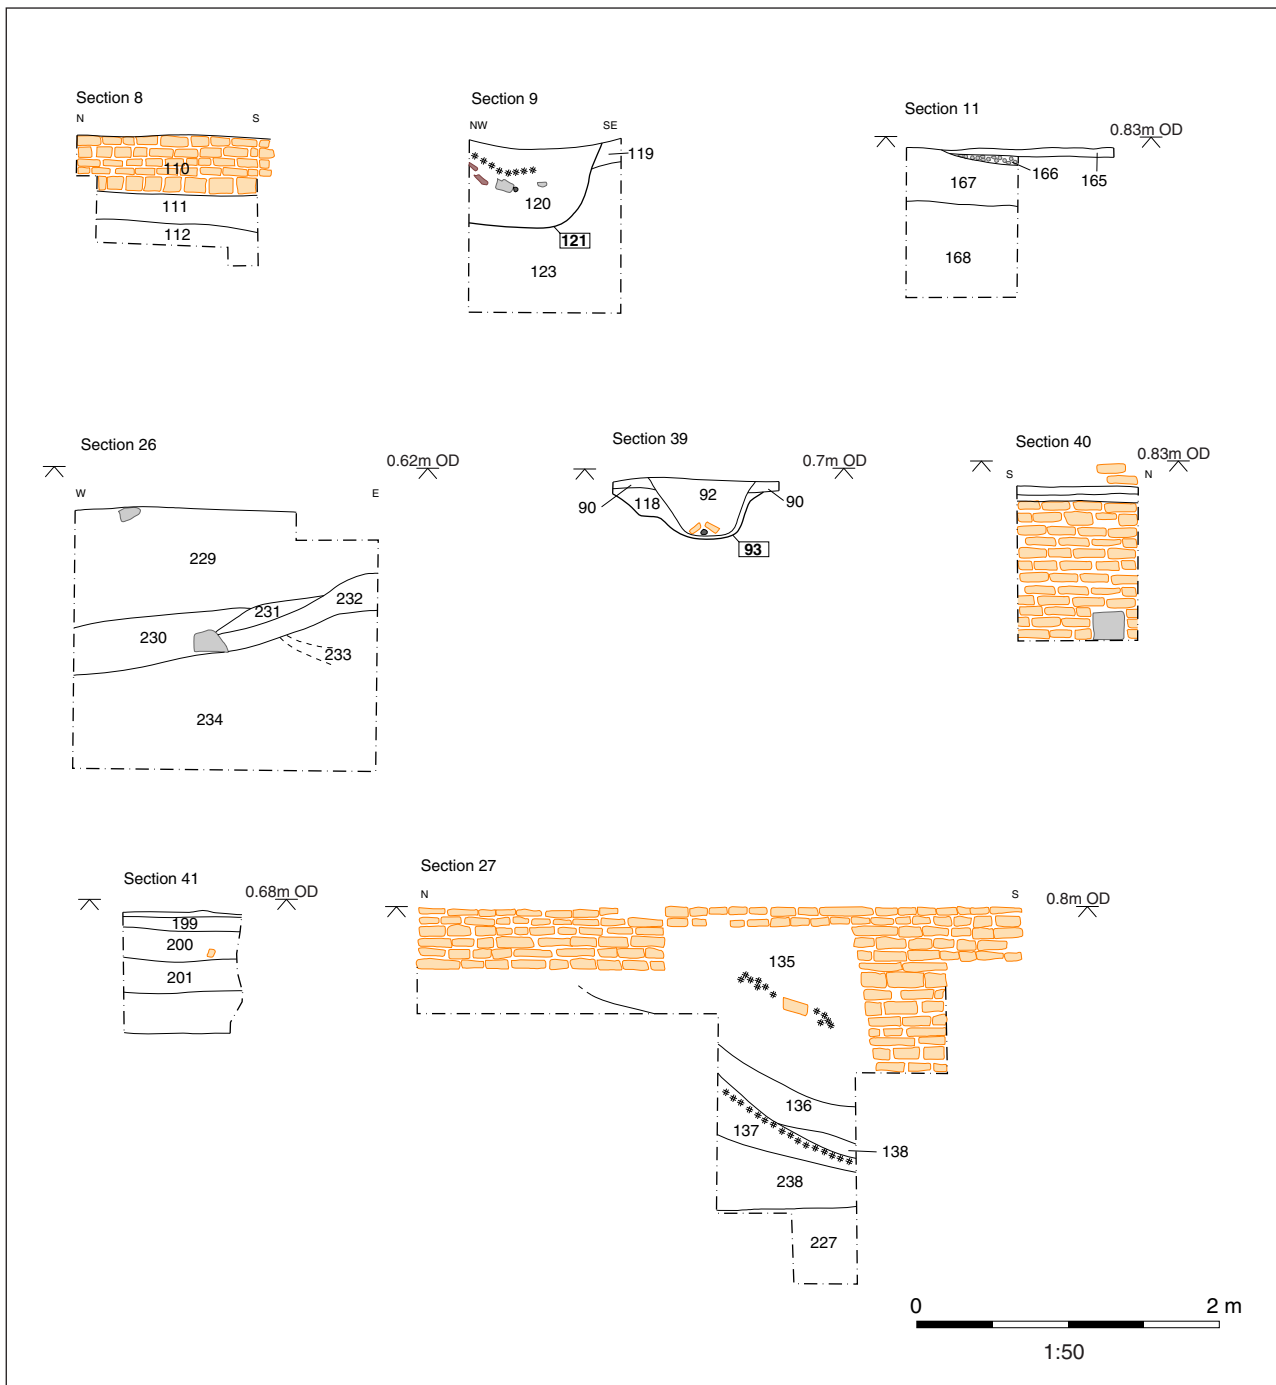 Section 8
N S
110
111
112
Section 9
NW SE
119
120
121
123
Section 11
0.83m OD
167
166
165
168
Section 26
0.62m OD
W E
229
231
232
230
233
234
Section 39
0.7m OD
92
90
118
90
93
Section 40
0.83m OD
S N
Section 41
0.68m OD
199
200
201
Section 27
N S
0.8m OD
135
136
137
138
238
227
0 2 m
1:50